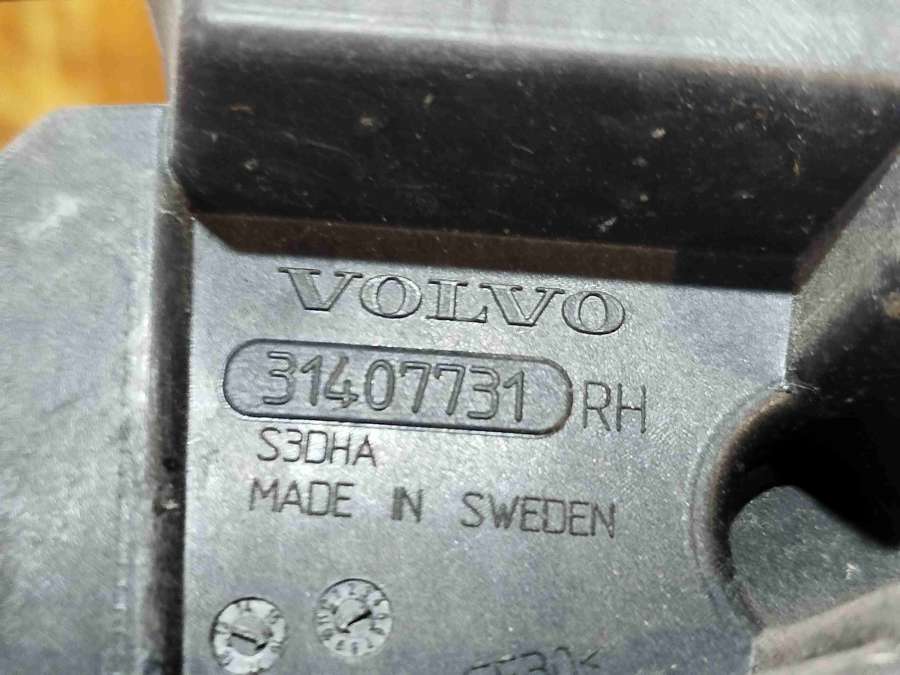 VOLVO
31407731 RH
S3DHA
MADE IN SWEDEN